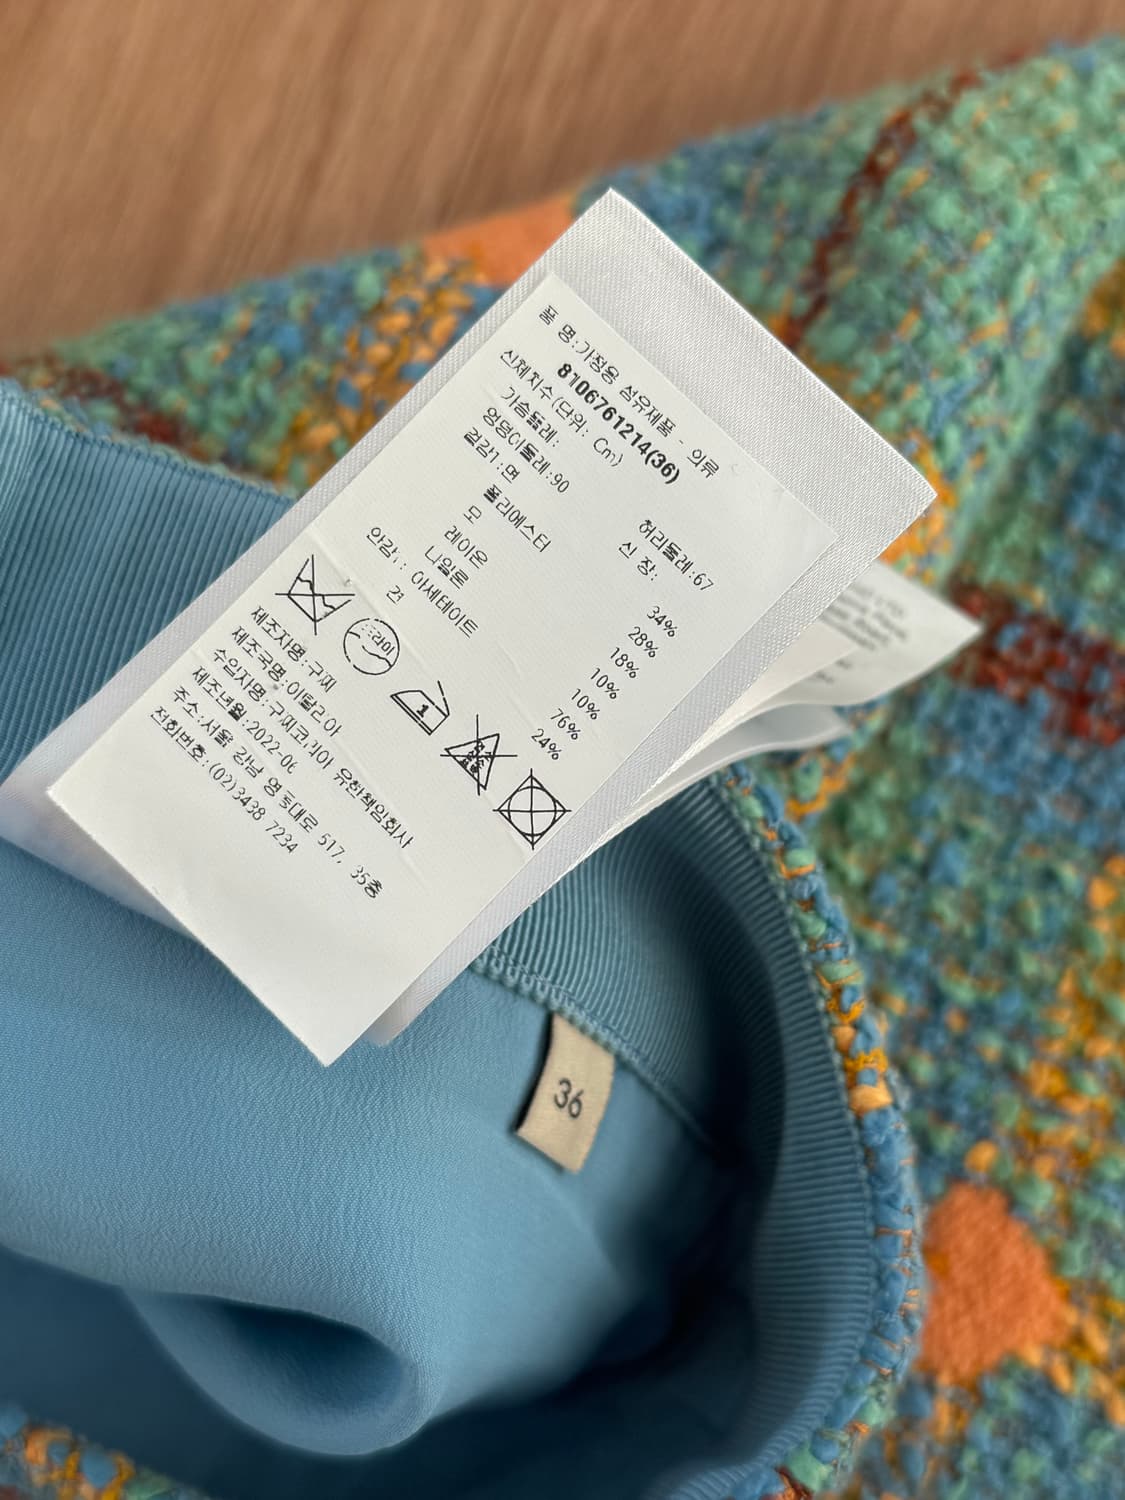 품 명:가정용 섬유제품 - 의류
8106761214(36)
신체치수(단위: Cm)
가슴둘레: 허리둘레:67
엉덩이둘레:90 신 장:
겉감1:면 34%
폴리에스터 28%
모 18%
레이온 10%
나일론 10%
안감1: 아세테이트 76%
견 24%
드라이
1
제조자명:구찌
제조국명:이탈리아
수입자명:구찌코리아 유한책임회사
제조년월:2022-06
주소:서울 강남 영동대로 517, 35층
전화번호:(02)3438 7234
36